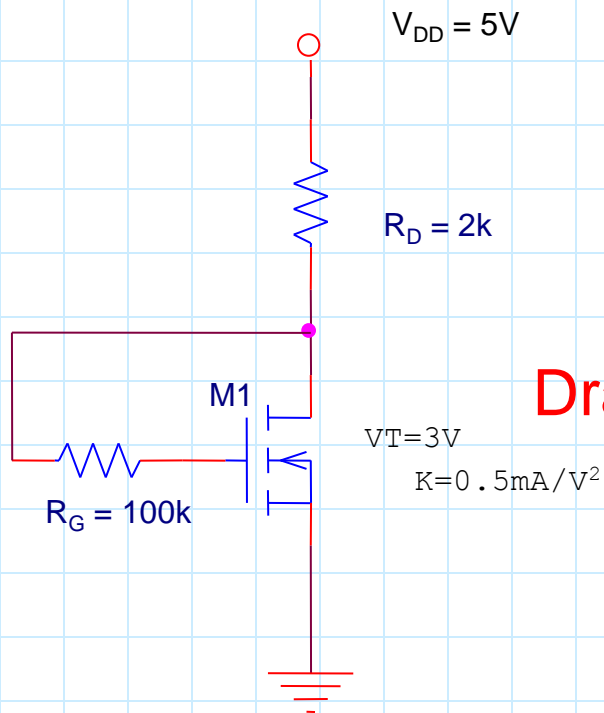 V_DD = 5V
R_D = 2k
M1
VT=3V
K=0.5mA/V²
R_G = 100k